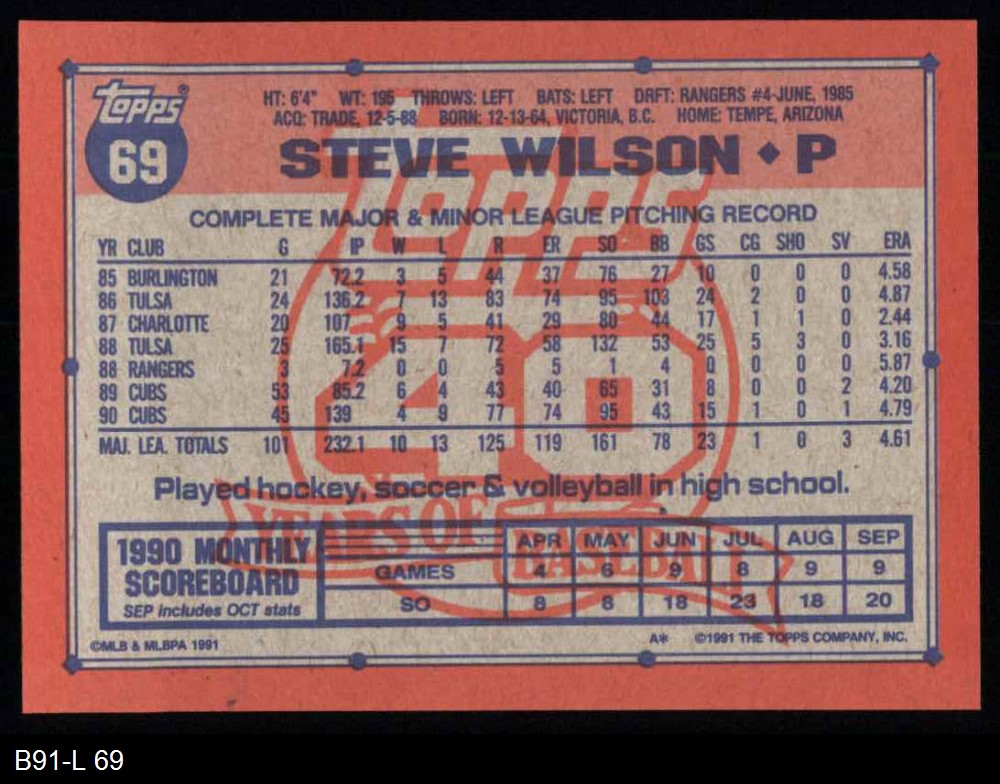 TOPPS®
69
HT: 6'4" WT: 195 THROWS: LEFT BATS: LEFT DRFT: RANGERS #4-JUNE, 1985
ACQ: TRADE, 12-5-88 BORN: 12-13-64, VICTORIA, B.C. HOME: TEMPE, ARIZONA
STEVE WILSON ◆ P
COMPLETE MAJOR & MINOR LEAGUE PITCHING RECORD
YR CLUB G IP W L R ER SO BB GS CG SHO SV ERA
85 BURLINGTON 21 72.2 3 5 44 37 76 27 10 0 0 0 4.58
86 TULSA 24 136.2 7 13 83 74 95 103 24 2 0 0 4.87
87 CHARLOTTE 20 107 9 5 41 29 80 44 17 1 1 0 2.44
88 TULSA 25 165.1 15 7 72 58 132 53 25 5 3 0 3.16
88 RANGERS 3 7.2 0 0 5 5 1 4 0 0 0 0 5.87
89 CUBS 53 85.2 6 4 43 40 65 31 8 0 0 2 4.20
90 CUBS 45 139 4 9 77 74 95 43 15 1 0 1 4.79
MAJ. LEA. TOTALS 101 232.1 10 13 125 119 161 78 23 1 0 3 4.61
TOPPS
40
YEARS OF
BASEBALL
Played hockey, soccer & volleyball in high school.
1990 MONTHLY
SCOREBOARD
SEP includes OCT stats
APR MAY JUN JUL AUG SEP
GAMES 4 6 9 8 9 9
SO 8 8 18 23 18 20
©MLB & MLBPA 1991
A* ©1991 THE TOPPS COMPANY, INC.
B91-L 69